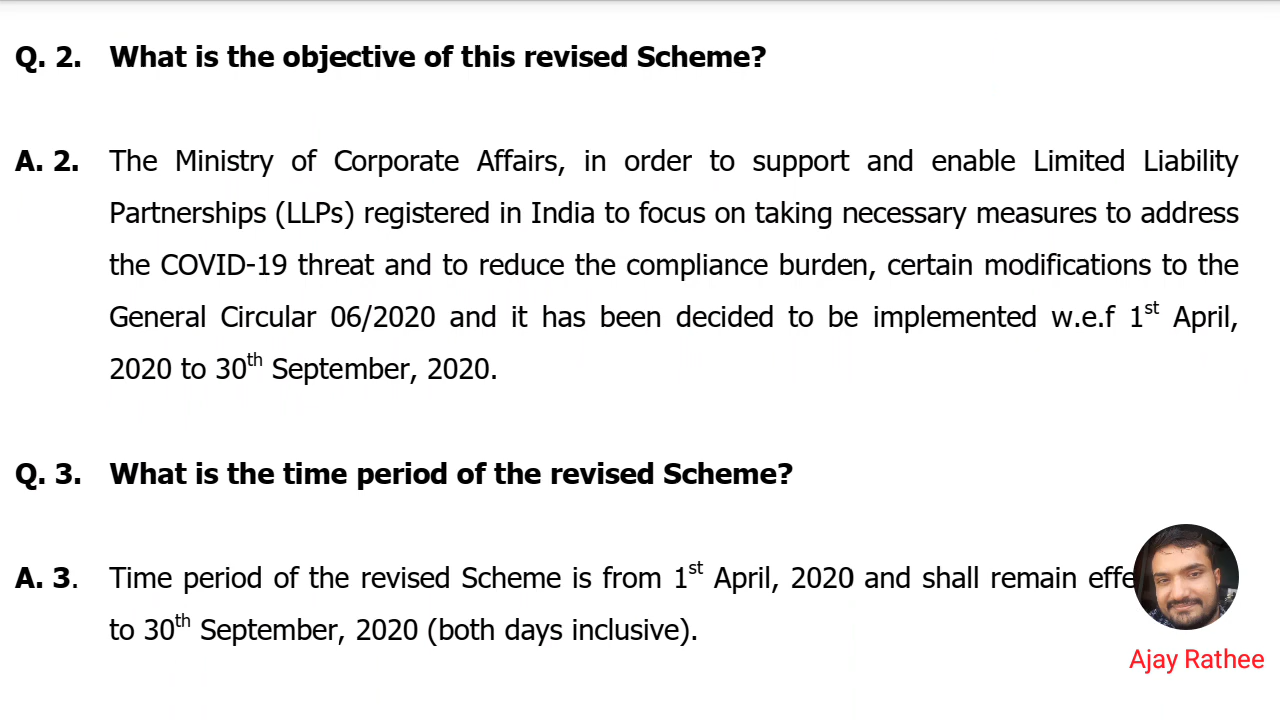 Q. 2. What is the objective of this revised Scheme?
A. 2. The Ministry of Corporate Affairs, in order to support and enable Limited Liability
Partnerships (LLPs) registered in India to focus on taking necessary measures to address
the COVID-19 threat and to reduce the compliance burden, certain modifications to the
General Circular 06/2020 and it has been decided to be implemented w.e.f 1st April,
2020 to 30th September, 2020.
Q. 3. What is the time period of the revised Scheme?
A. 3. Time period of the revised Scheme is from 1st April, 2020 and shall remain
to 30th September, 2020 (both days inclusive).
Ajay Rathee